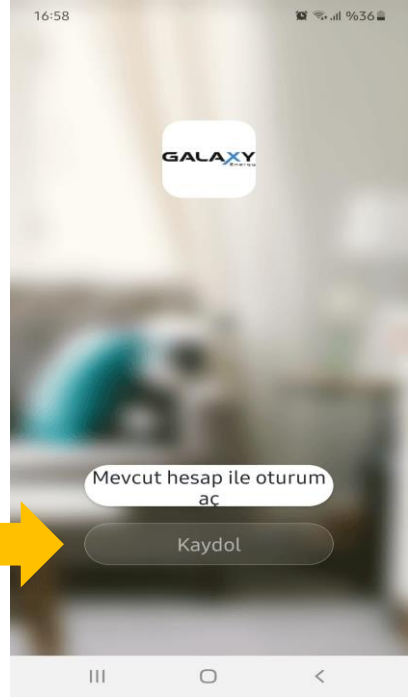 16:58
%36
GALAXY
Energy
Mevcut hesap ile oturum
aç
Kaydol